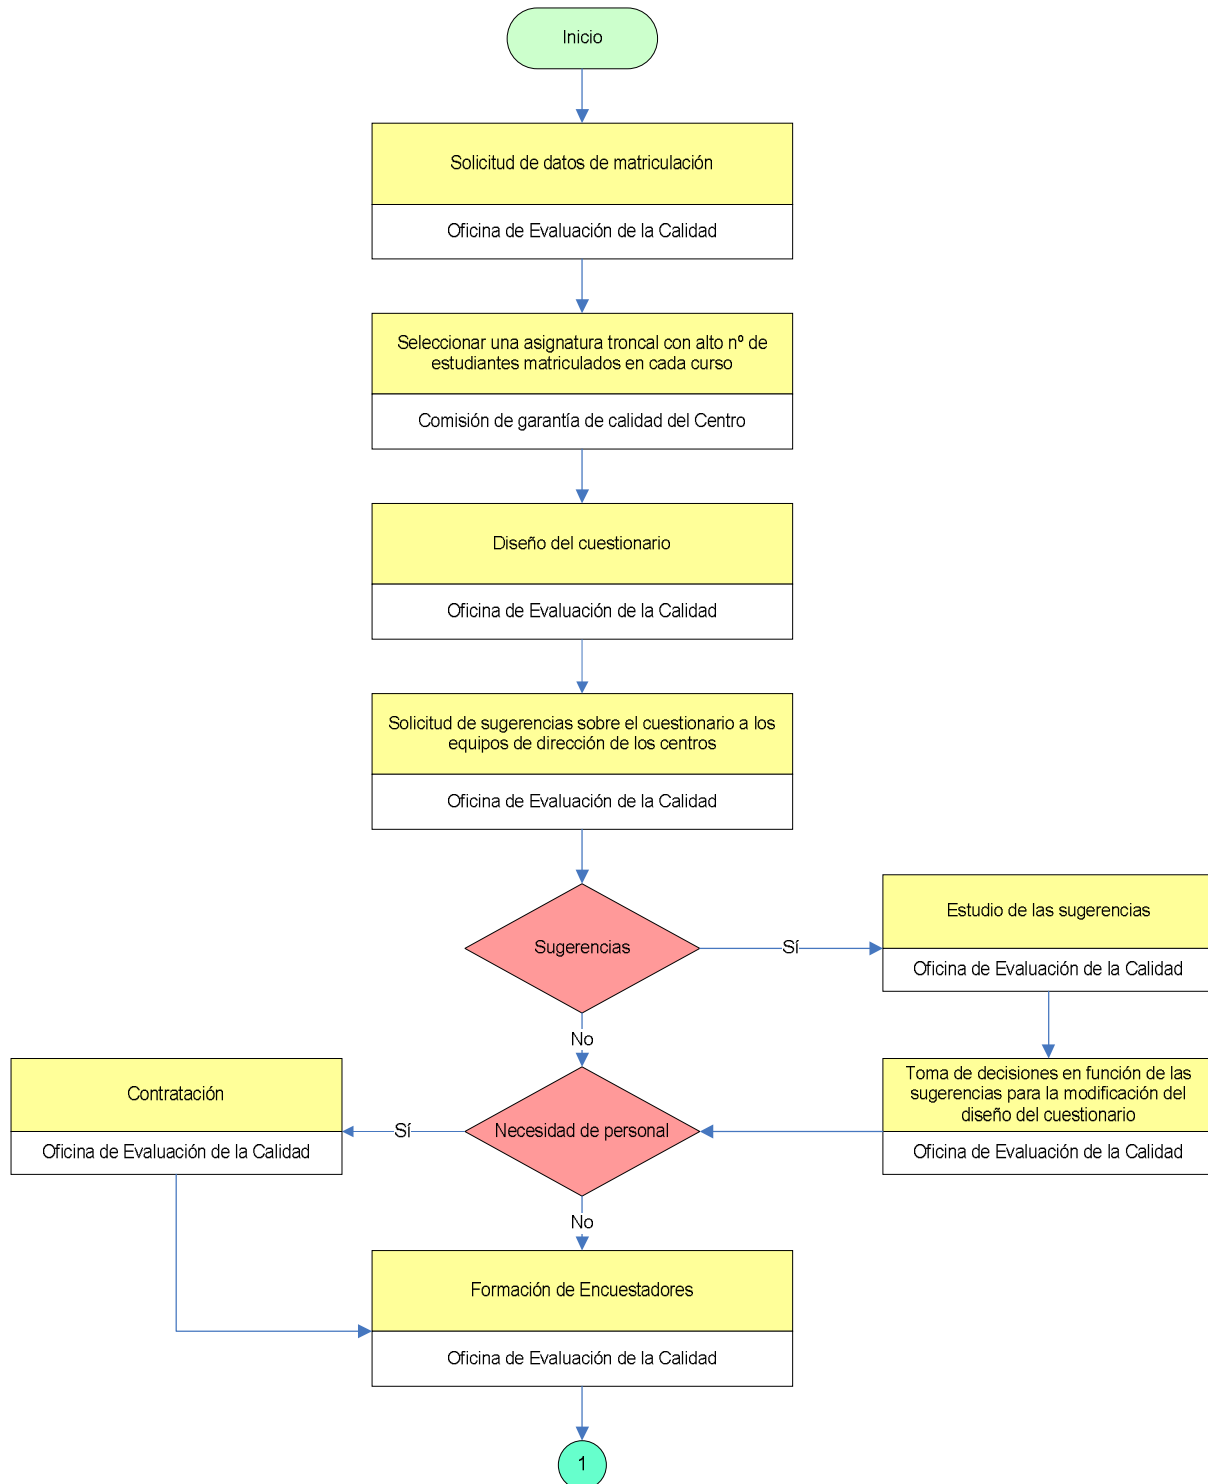 Inicio
Solicitud de datos de matriculación
Oficina de Evaluación de la Calidad
Seleccionar una asignatura troncal con alto nº de
estudiantes matriculados en cada curso
Comisión de garantía de calidad del Centro
Diseño del cuestionario
Oficina de Evaluación de la Calidad
Solicitud de sugerencias sobre el cuestionario a los
equipos de dirección de los centros
Oficina de Evaluación de la Calidad
Sugerencias
Sí
Estudio de las sugerencias
Oficina de Evaluación de la Calidad
No
Toma de decisiones en función de las
sugerencias para la modificación del
diseño del cuestionario
Oficina de Evaluación de la Calidad
Necesidad de personal
Sí
Contratación
Oficina de Evaluación de la Calidad
No
Formación de Encuestadores
Oficina de Evaluación de la Calidad
1